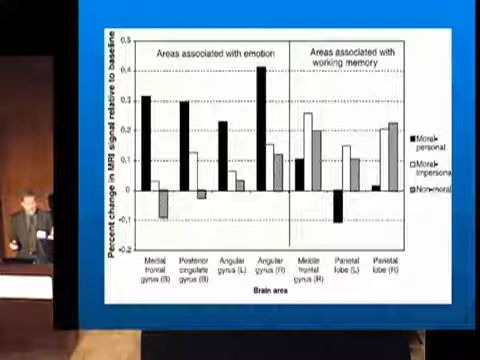 Percent change in MRI signal relative to baseline
Areas associated with emotion
Areas associated with
working memory
0,5
0,4
0,3
0,2
0,1
0
-0,1
-0,2
Moral-
personal
Moral-
impersonal
Non-moral
Medial
frontal
gyrus (B)
Posterior
cingulate
gyrus (B)
Angular
gyrus (L)
Angular
gyrus (R)
Middle
frontal
gyrus (R)
Parietal
lobe (L)
Parietal
lobe (R)
Brain area